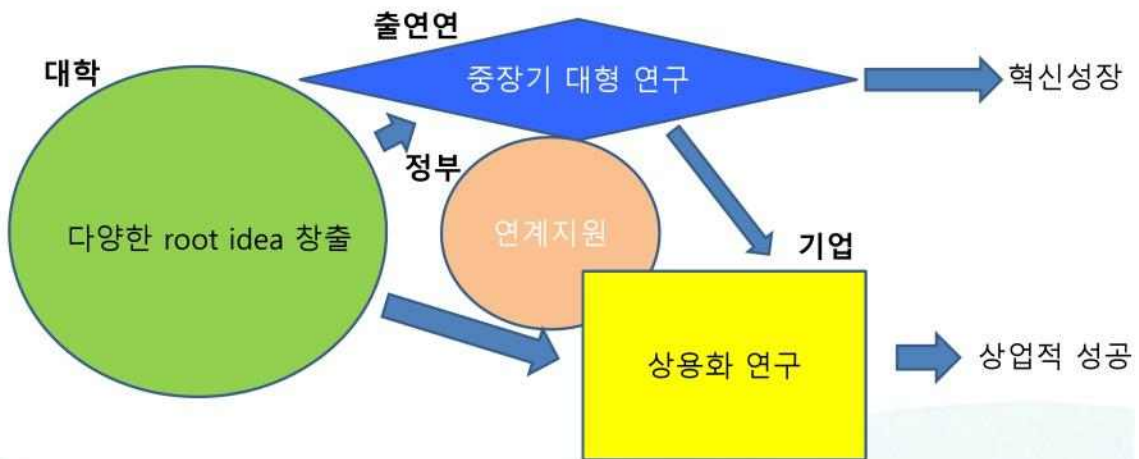 출연연
대학
중장기 대형 연구
혁신성장
정부
다양한 root idea 창출
연계지원
기업
상용화 연구
상업적 성공